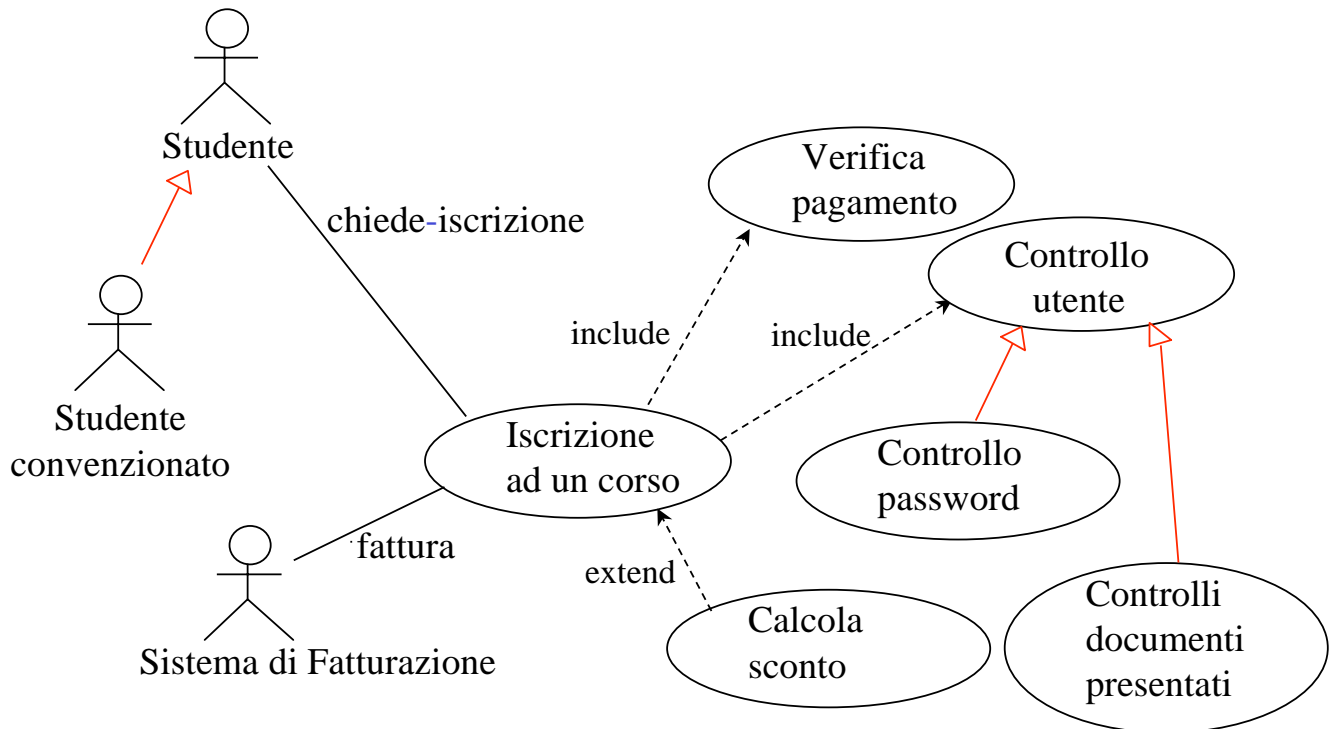 Studente
Verifica
pagamento
chiede-iscrizione
Controllo
utente
include
include
Studente
convenzionato
Iscrizione
ad un corso
Controllo
password
fattura
extend
Controlli
documenti
presentati
Calcola
sconto
Sistema di Fatturazione